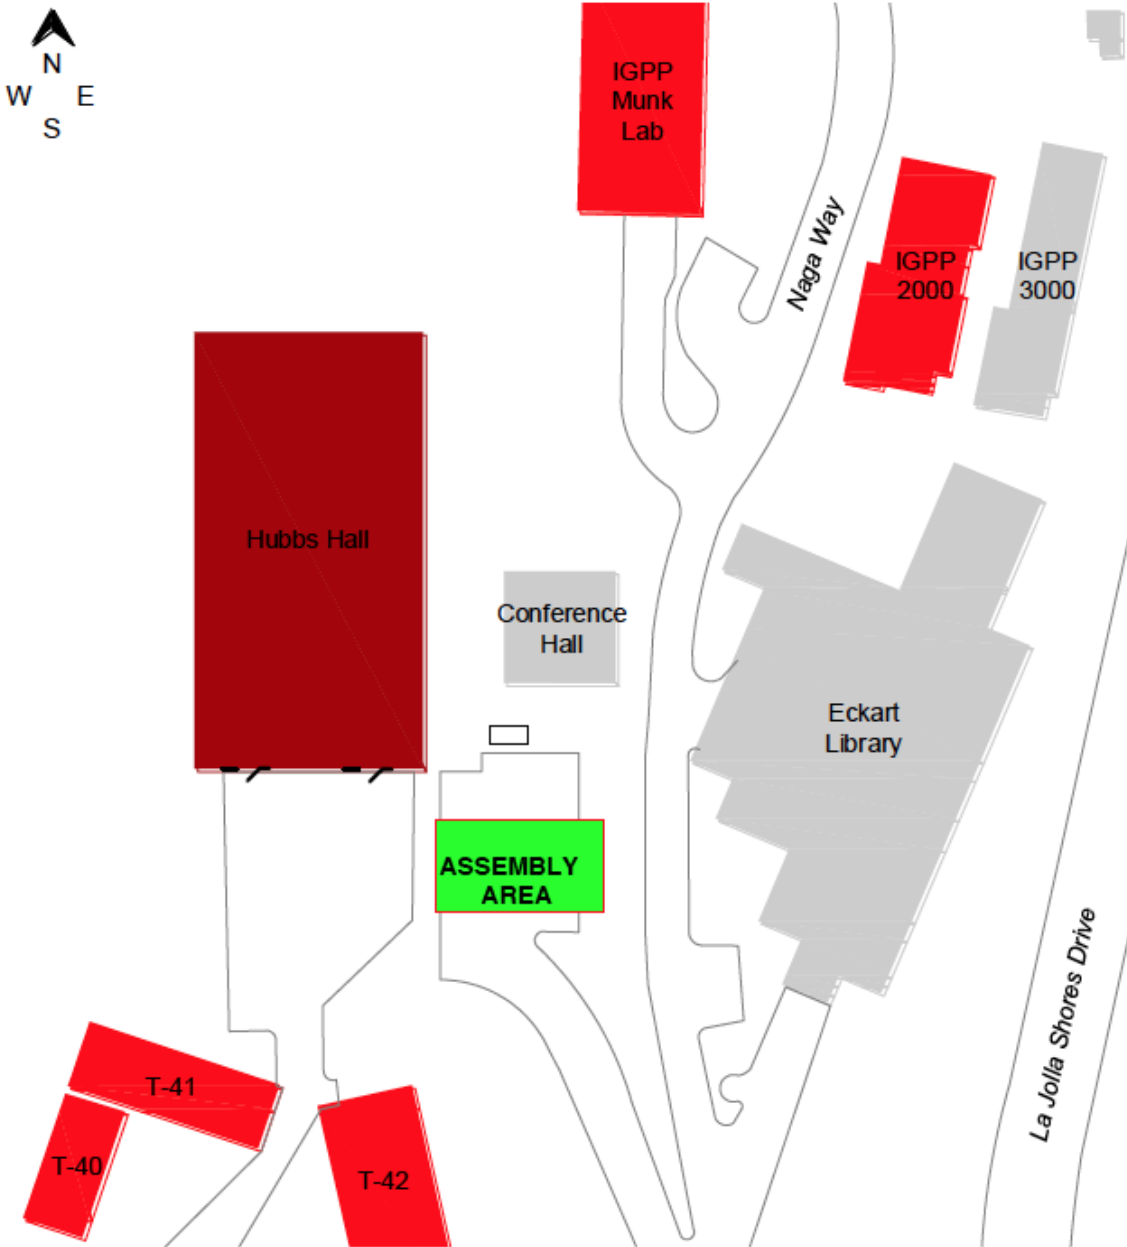 N
W E
S
IGPP
Munk
Lab
Naga Way
IGPP
2000
IGPP
3000
Hubbs Hall
Conference
Hall
Eckart
Library
ASSEMBLY
AREA
La Jolla Shores Drive
T-41
T-40
T-42